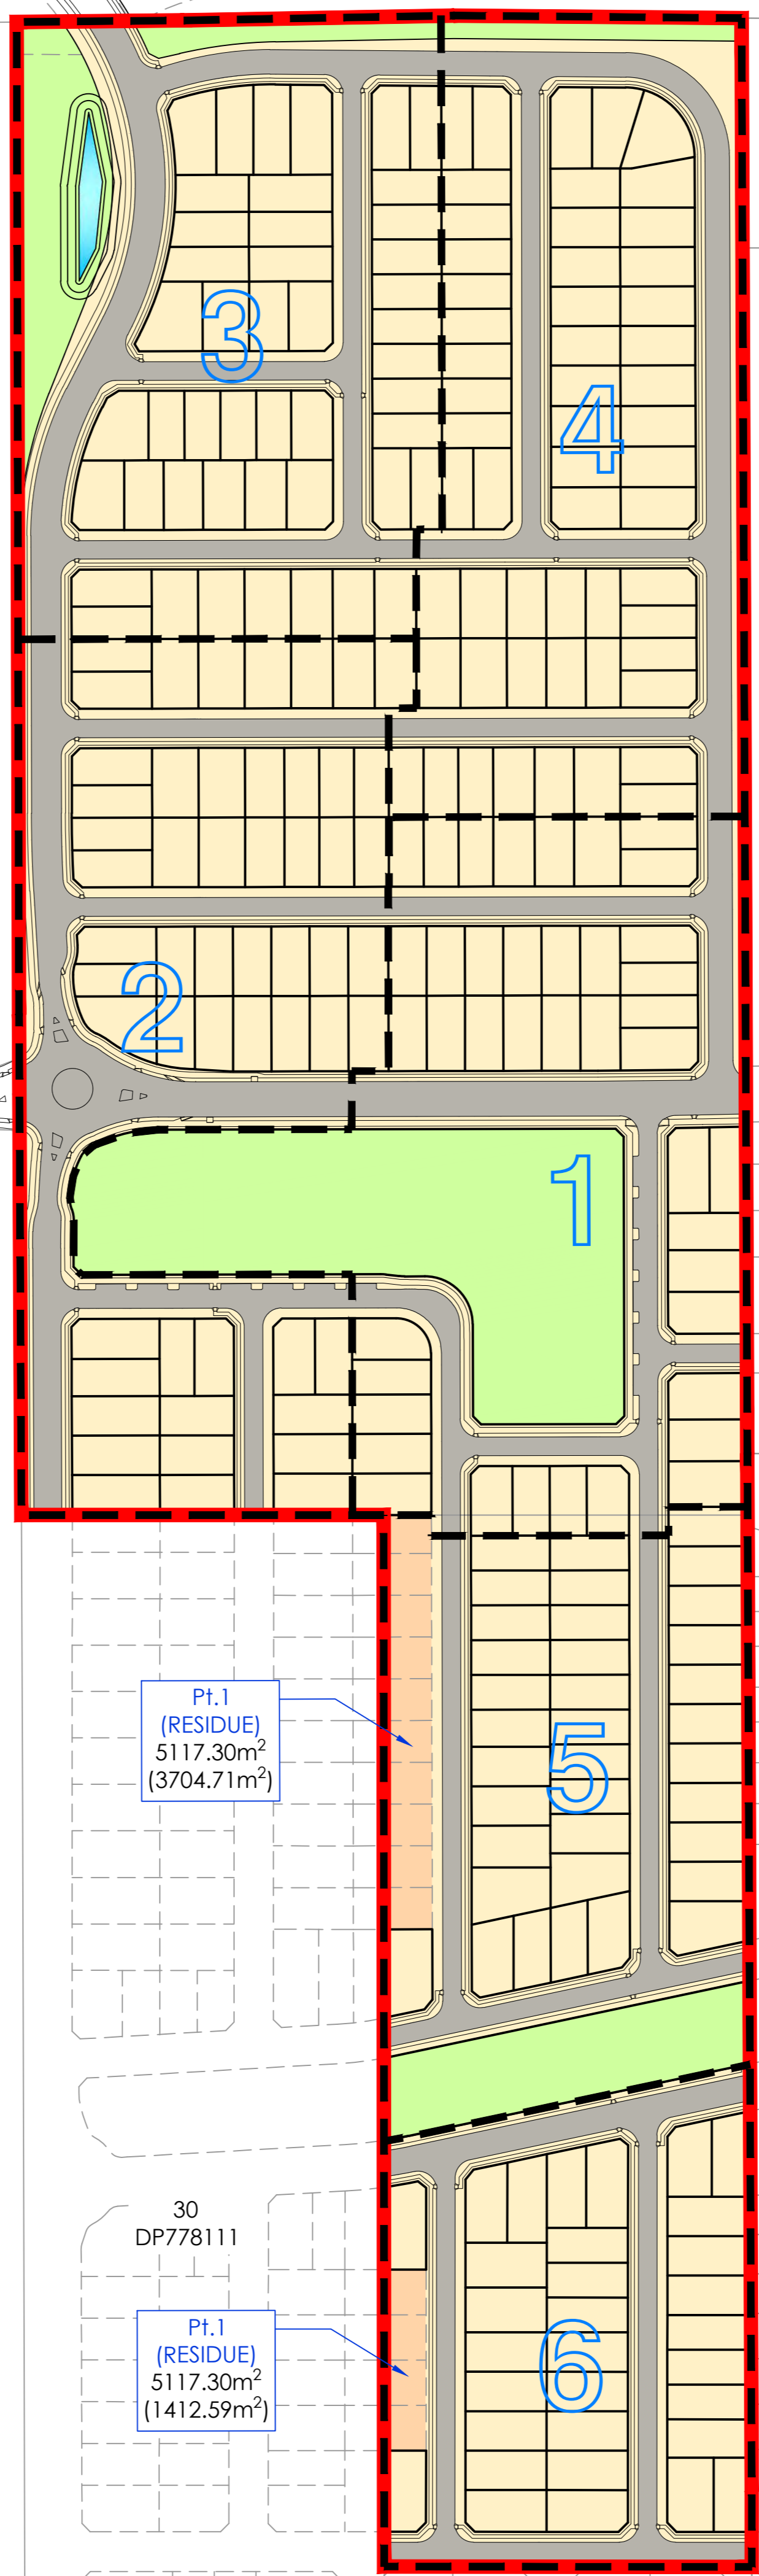 3
4
2
1
Pt.1
(RESIDUE)
5117.30m²
(3704.71m²)
5
30
DP778111
Pt.1
(RESIDUE)
5117.30m²
(1412.59m²)
6